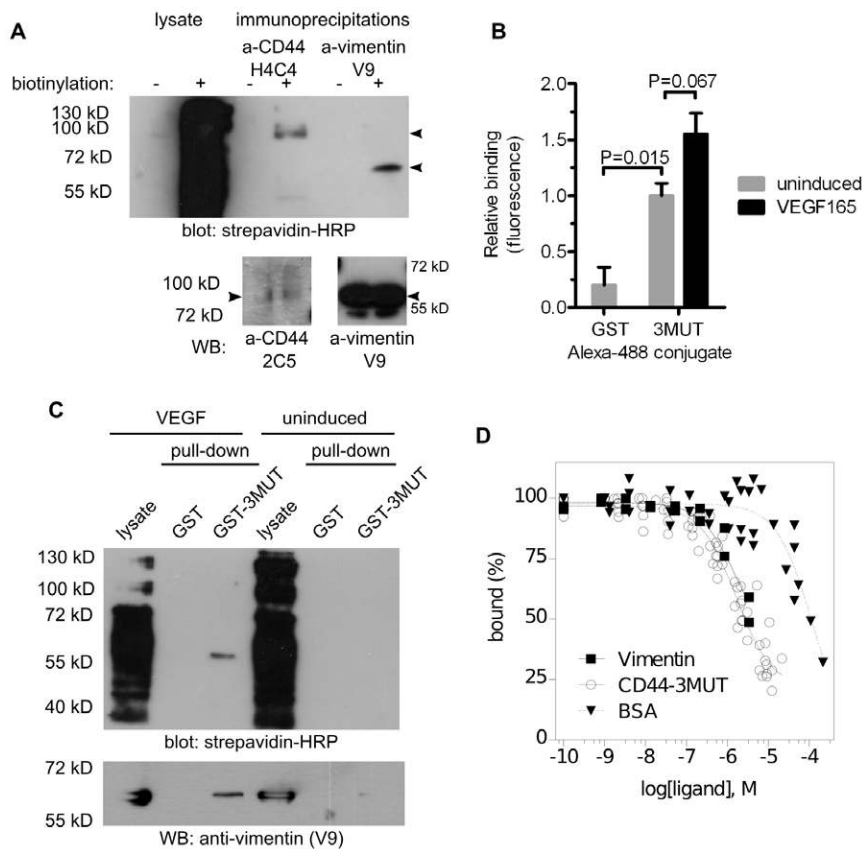 A
lysate immunoprecipitations
a-CD44 a-vimentin
H4C4 V9
biotinylation: - + - + - +
130 kD
100 kD
72 kD
55 kD
blot: strepavidin-HRP
100 kD
72 kD
72 kD
55 kD
WB: a-CD44 a-vimentin
2C5 V9
B
P=0.067
P=0.015
Relative binding
(fluorescence)
2.0
1.5
1.0
0.5
0.0
GST 3MUT
Alexa-488 conjugate
uninduced
VEGF165
C
VEGF uninduced
pull-down pull-down
lysate GST GST-3MUT lysate GST GST-3MUT
130 kD
100 kD
72 kD
55 kD
40 kD
blot: strepavidin-HRP
72 kD
55 kD
WB: anti-vimentin (V9)
D
bound (%)
100
75
50
25
0
Vimentin
CD44-3MUT
BSA
-10 -9 -8 -7 -6 -5 -4
log[ligand], M